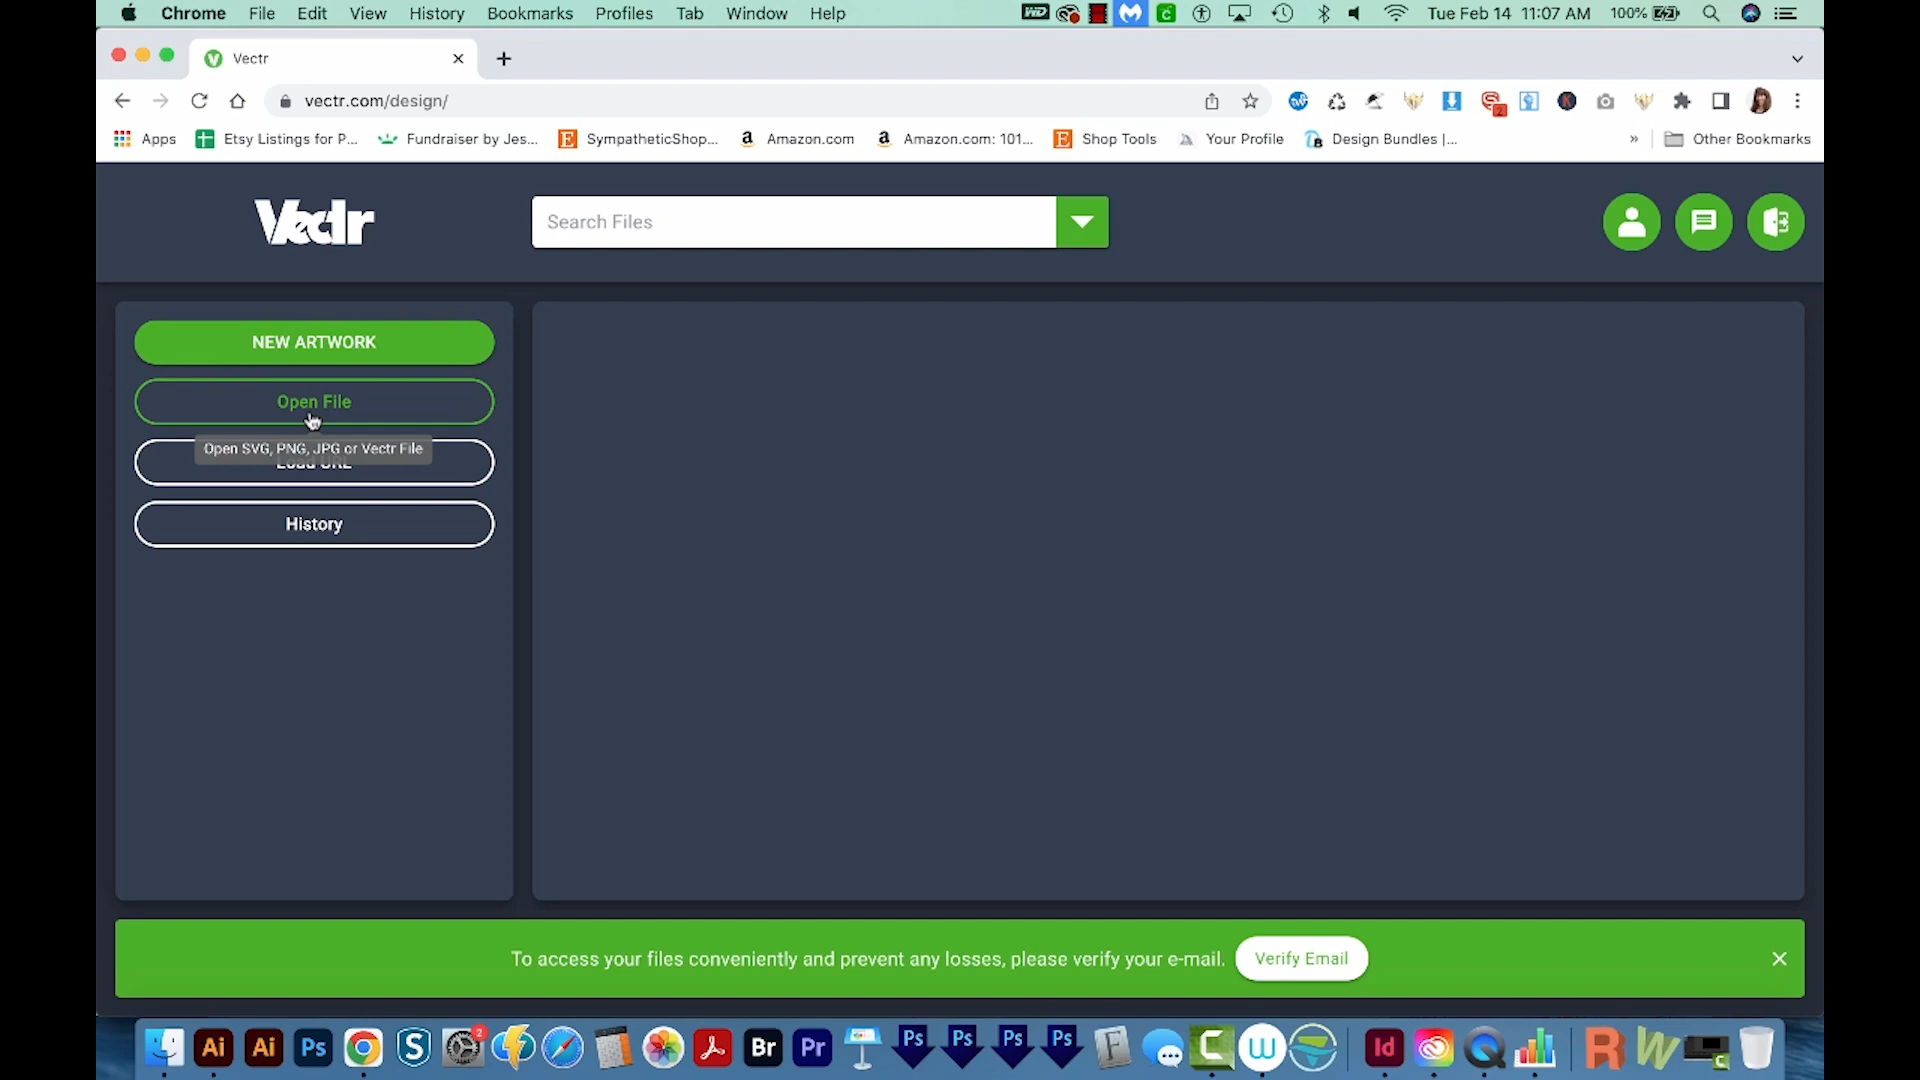 Chrome File Edit View History Bookmarks Profiles Tab Window Help Tue Feb 14 11:07 AM 100%
Vectr
vectr.com/design/
Apps Etsy Listings for P... Fundraiser by Jes... SympatheticShop... Amazon.com Amazon.com: 101... Shop Tools Your Profile Design Bundles |... » Other Bookmarks
Vectr Search Files
NEW ARTWORK
Open File
Open SVG, PNG, JPG or Vectr File
Load URL
History
To access your files conveniently and prevent any losses, please verify your e-mail. Verify Email
Ai Ai Ps S 2 Br Pr Ps Ps Ps Ps F C W Id R W